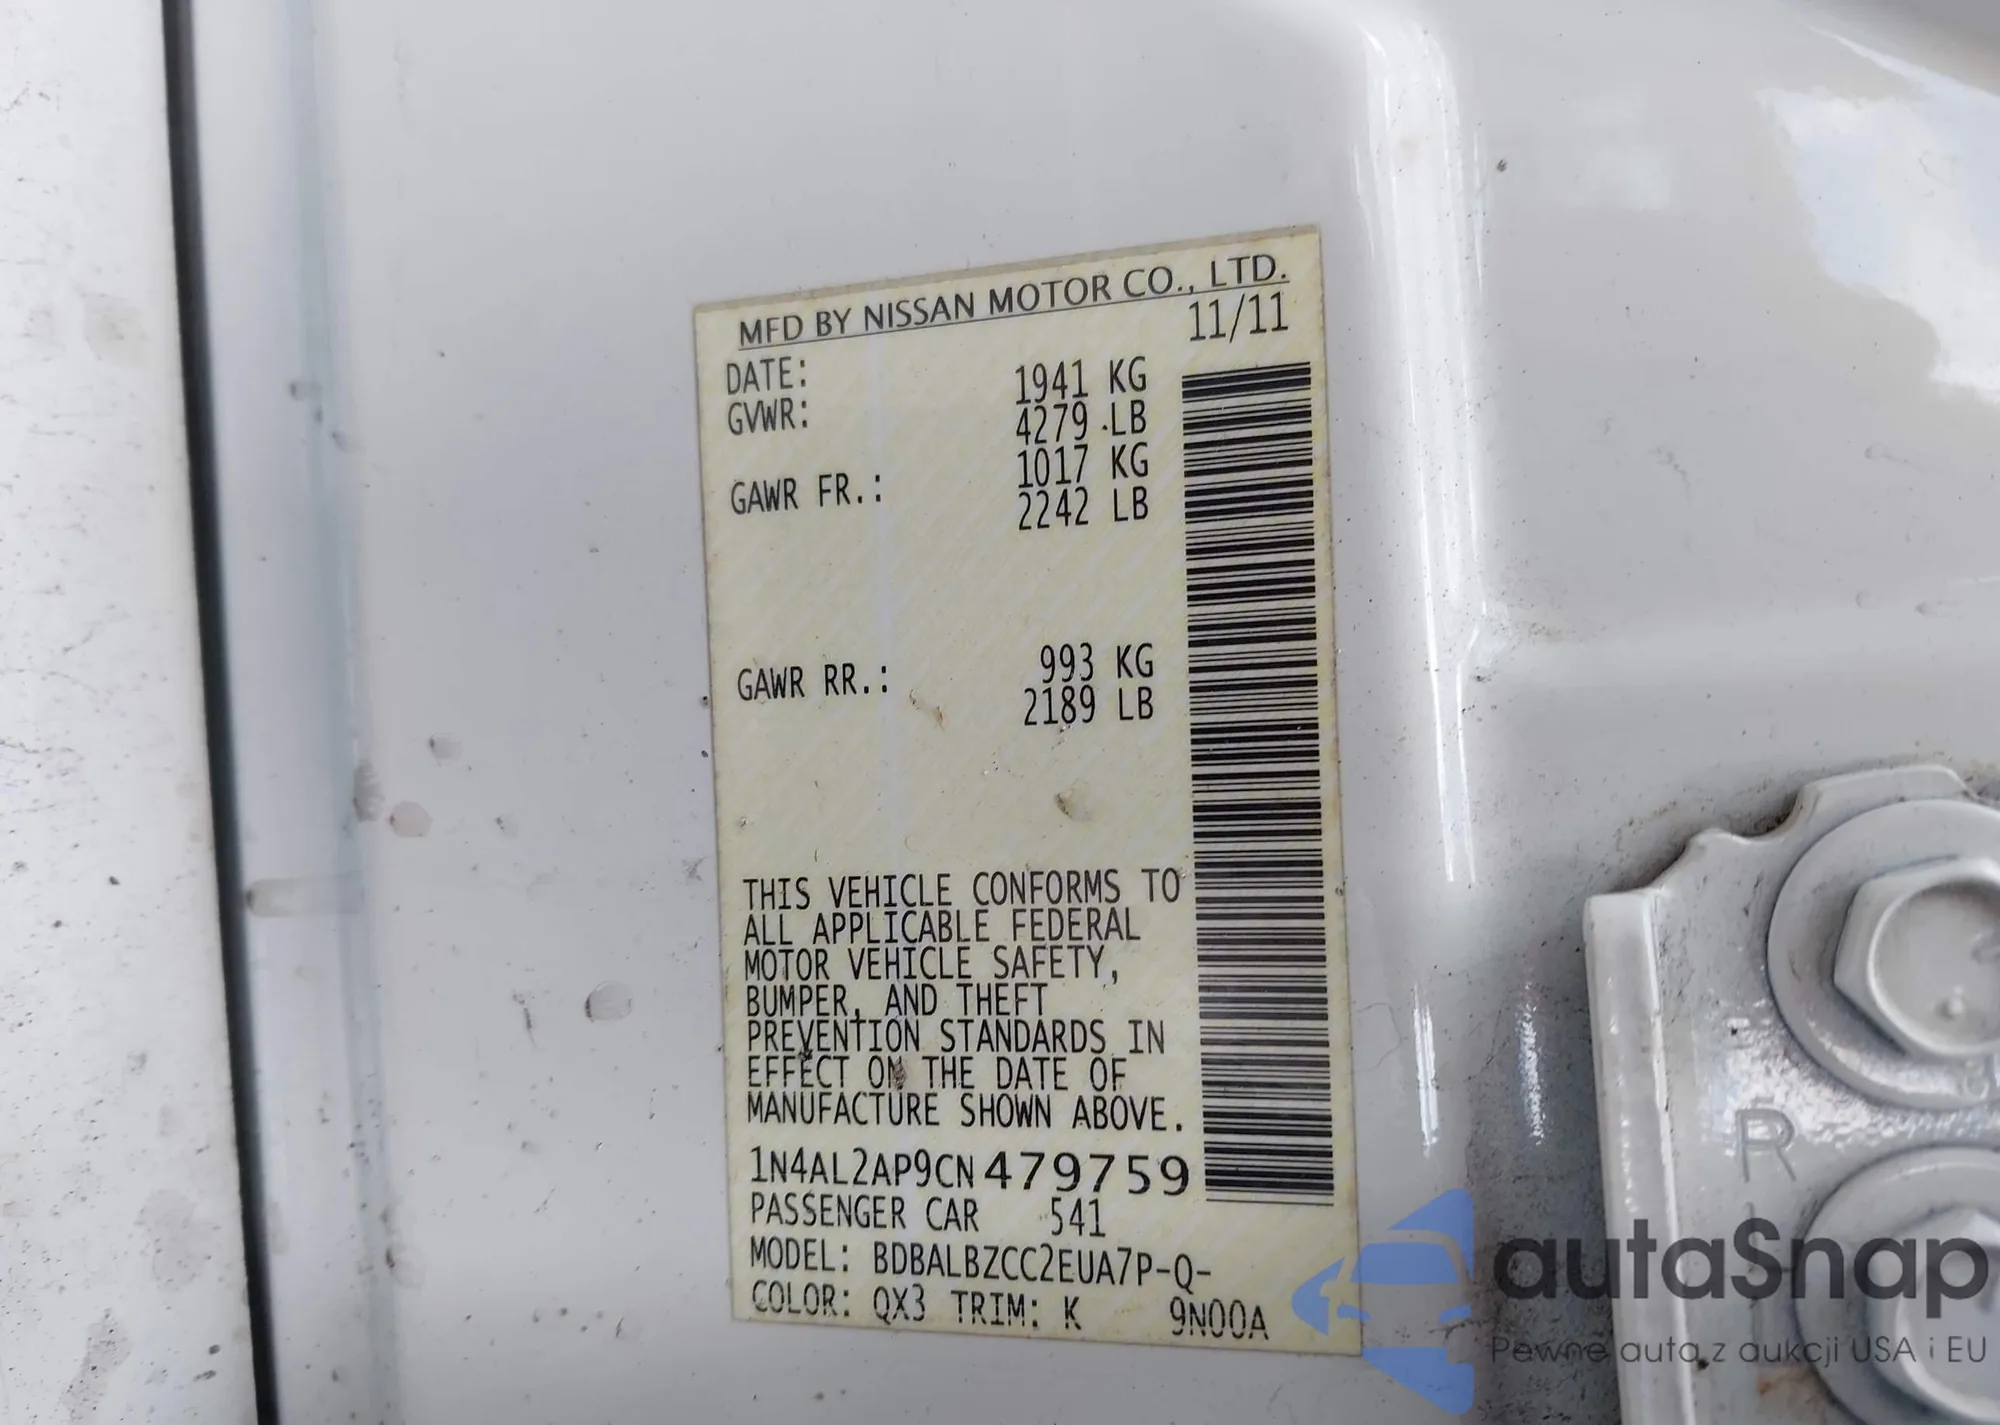 MFD BY NISSAN MOTOR CO., LTD.
DATE: 11/11
GVWR: 1941 KG
4279 LB
GAWR FR.: 1017 KG
2242 LB
GAWR RR.: 993 KG
2189 LB
THIS VEHICLE CONFORMS TO
ALL APPLICABLE FEDERAL
MOTOR VEHICLE SAFETY,
BUMPER, AND THEFT
PREVENTION STANDARDS IN
EFFECT ON THE DATE OF
MANUFACTURE SHOWN ABOVE.
1N4AL2AP9CN479759
PASSENGER CAR 541
MODEL: BDBALBZCC2EUA7P-Q-
COLOR: QX3 TRIM: K 9N00A
R
autaSnap
Pewne auta z aukcji USA i EU